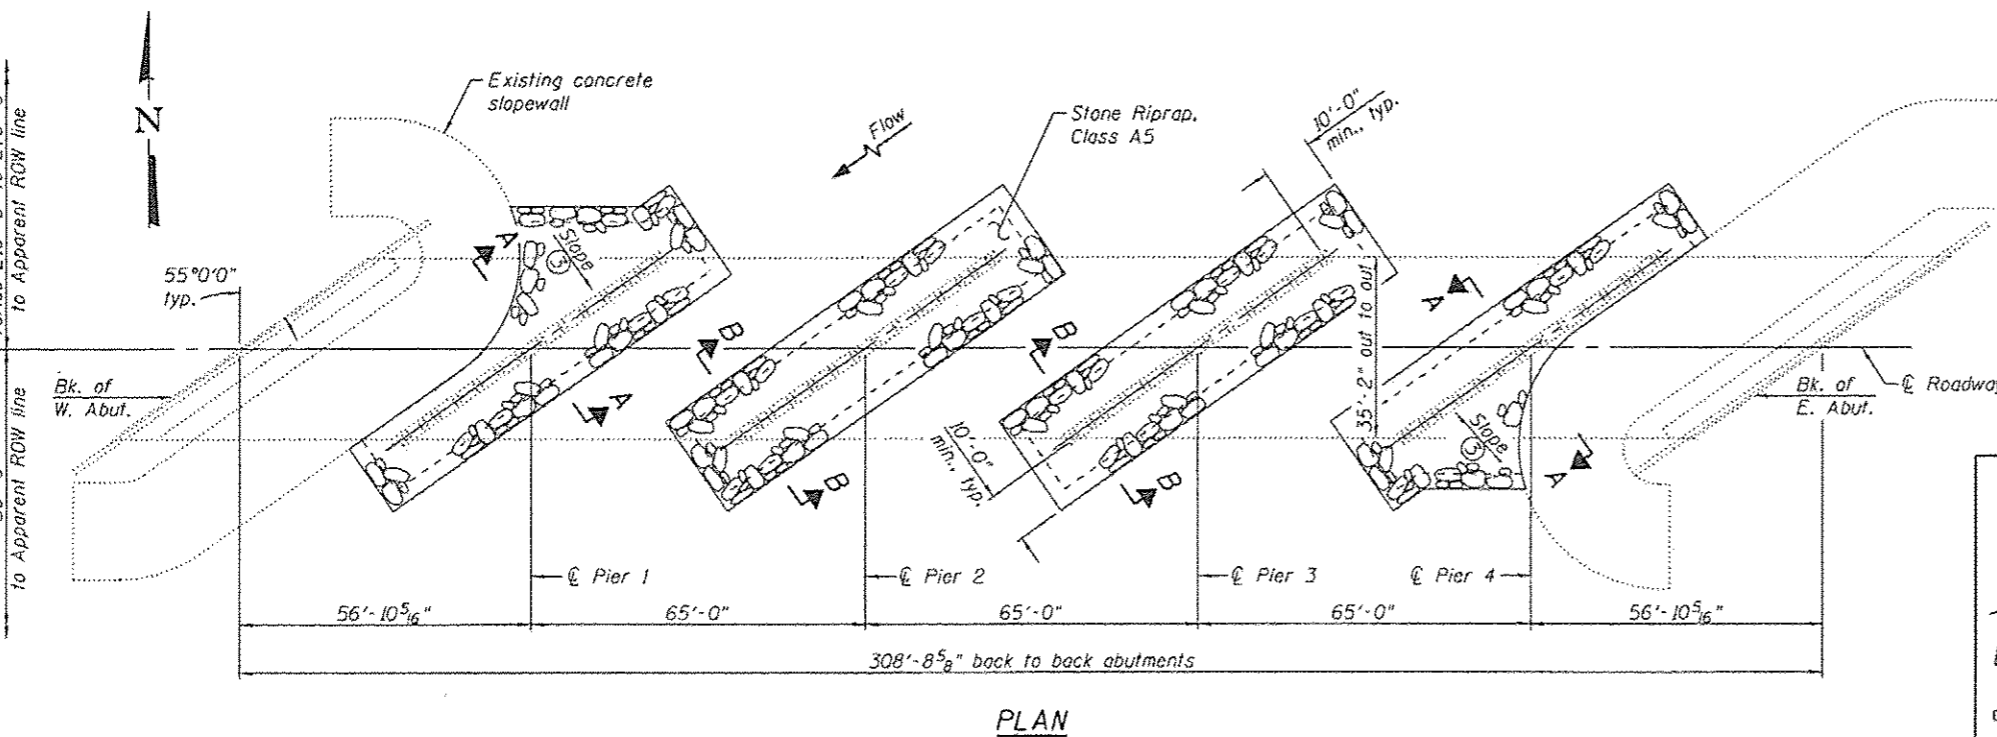 N
Existing concrete
slopewall
Flow
Stone Riprap,
Class A5
10'-0"
min., typ.
to Apparent ROW line
to Apparent ROW line
55°0'0"
typ.
A
Slope
3
A
B
B
B
B
35'-2" out to out
10'-0"
min., typ.
A
Slope
3
A
Bk. of
W. Abut.
Bk. of
E. Abut.
℄ Roadway
℄ Pier 1
℄ Pier 2
℄ Pier 3
℄ Pier 4
56'-10 5/16"
65'-0"
65'-0"
65'-0"
56'-10 5/16"
308'-8 5/8" back to back abutments
PLAN